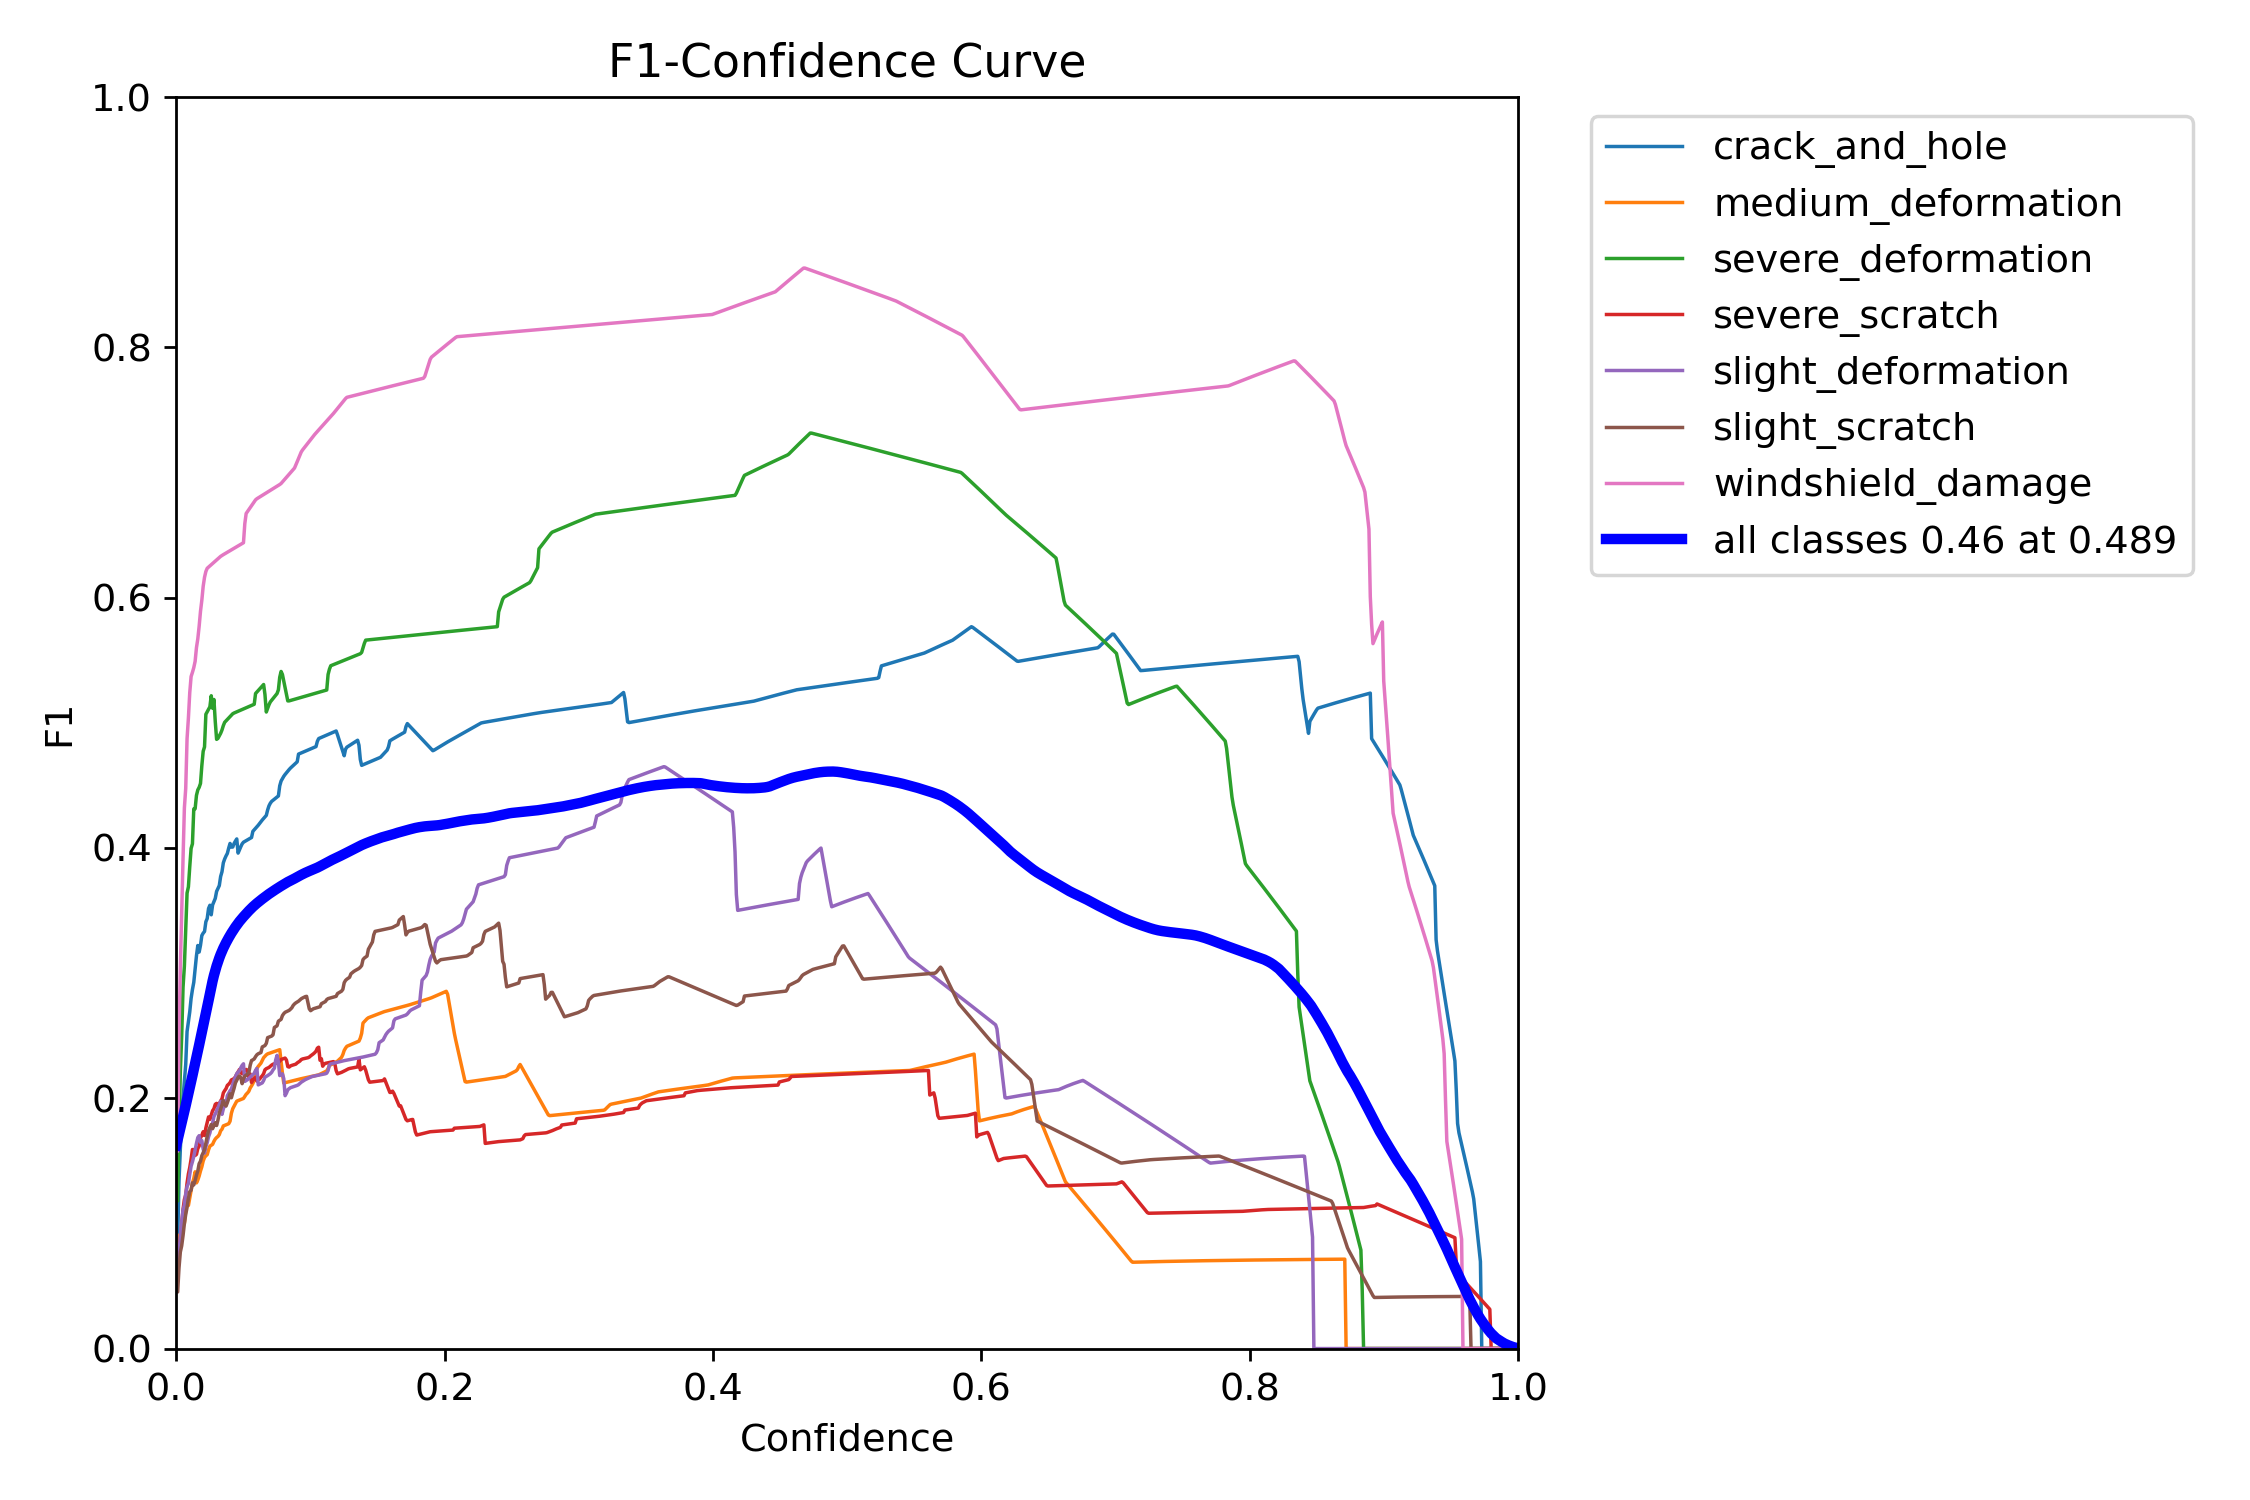 F1-Confidence Curve
1.0
0.8
0.6
0.4
0.2
0.0
F1
0.0 0.2 0.4 0.6 0.8 1.0
Confidence
crack_and_hole
medium_deformation
severe_deformation
severe_scratch
slight_deformation
slight_scratch
windshield_damage
all classes 0.46 at 0.489